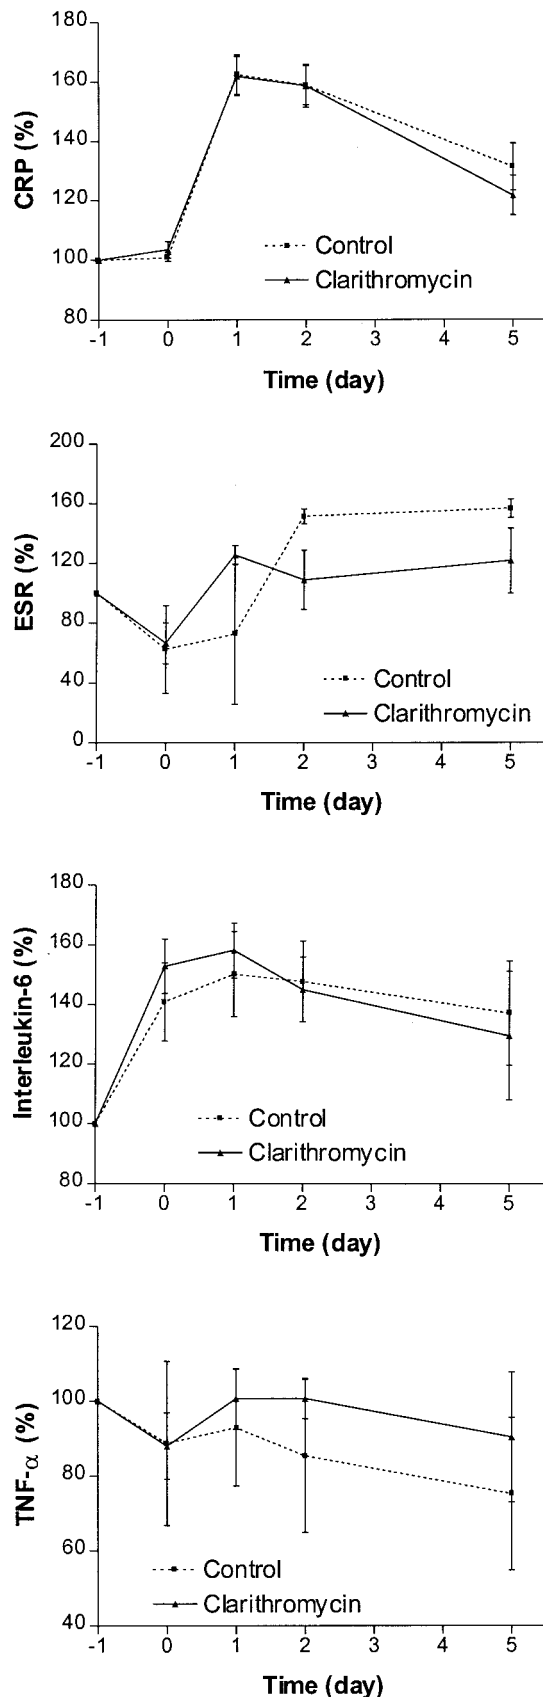 CRP (%)
180
160
140
120
100
80
Control
Clarithromycin
-1 0 1 2 3 4 5
Time (day)
ESR (%)
200
160
120
80
40
0
Control
Clarithromycin
-1 0 1 2 3 4 5
Time (day)
Interleukin-6 (%)
180
160
140
120
100
80
Control
Clarithromycin
-1 0 1 2 3 4 5
Time (day)
TNF-α (%)
120
100
80
60
40
Control
Clarithromycin
-1 0 1 2 3 4 5
Time (day)